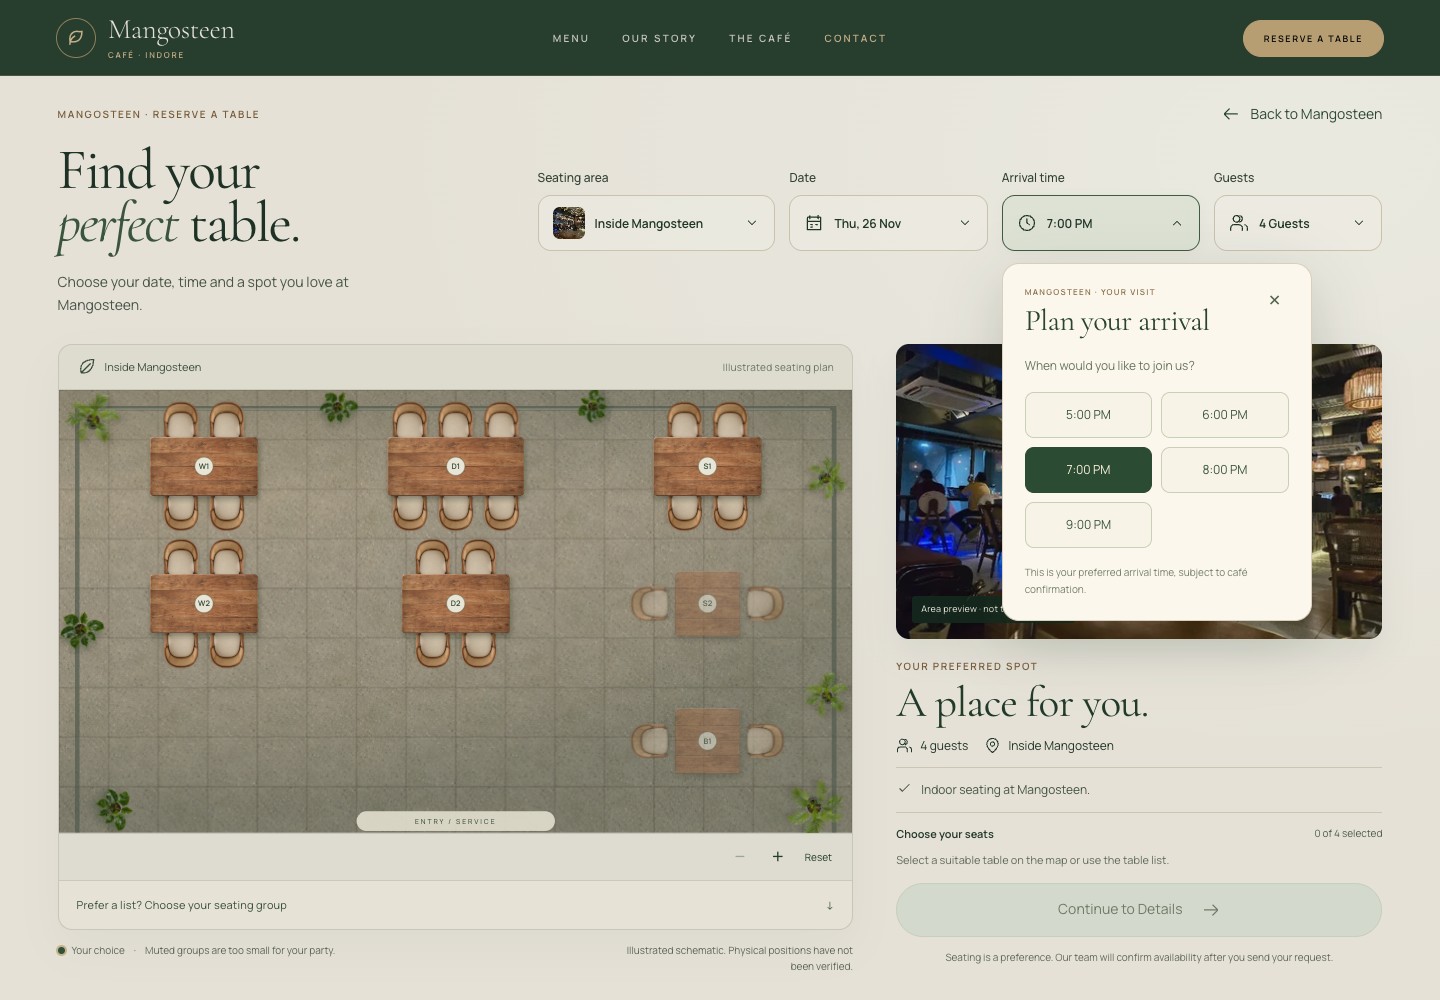 Mangosteen
CAFÉ · INDORE
MENU
OUR STORY
THE CAFÉ
CONTACT
RESERVE A TABLE
MANGOSTEEN · RESERVE A TABLE
Back to Mangosteen
Find your
perfect table.
Choose your date, time and a spot you love at
Mangosteen.
Seating area
Inside Mangosteen
Date
Thu, 26 Nov
Arrival time
7:00 PM
Guests
4 Guests
MANGOSTEEN · YOUR VISIT
Plan your arrival
When would you like to join us?
5:00 PM
6:00 PM
7:00 PM
8:00 PM
9:00 PM
This is your preferred arrival time, subject to café
confirmation.
Inside Mangosteen
Illustrated seating plan
W1
D1
S1
W2
D2
S2
B1
ENTRY / SERVICE
Reset
Prefer a list? Choose your seating group
Your choice · Muted groups are too small for your party.
Illustrated schematic. Physical positions have not
been verified.
Area preview · not
YOUR PREFERRED SPOT
A place for you.
4 guests
Inside Mangosteen
Indoor seating at Mangosteen.
Choose your seats
0 of 4 selected
Select a suitable table on the map or use the table list.
Continue to Details
Seating is a preference. Our team will confirm availability after you send your request.